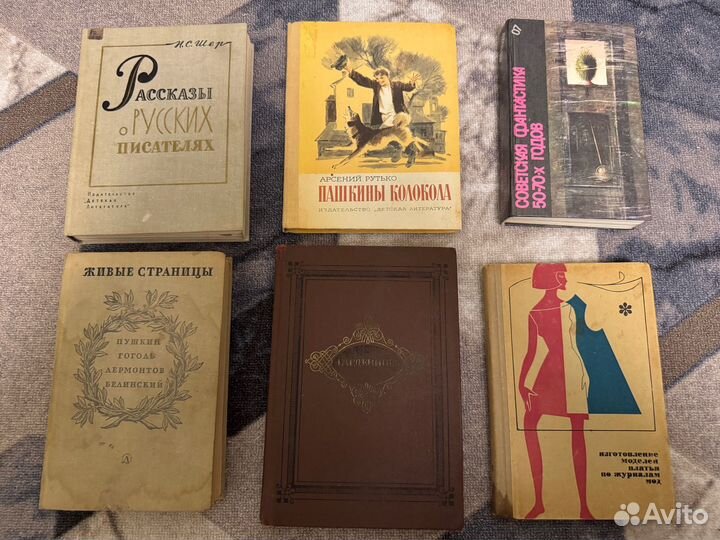 Н.С. Шер
Рассказы
о русских
писателях
Издательство
"Детская
Литература"
АРСЕНИЙ РУТЬКО
ПАШКИНЫ КОЛОКОЛА
ИЗДАТЕЛЬСТВО „ДЕТСКАЯ ЛИТЕРАТУРА"
СОВЕТСКАЯ ФАНТАСТИКА
50-70х ГОДОВ
ЖИВЫЕ СТРАНИЦЫ
ПУШКИН
ГОГОЛЬ
ЛЕРМОНТОВ
БЕЛИНСКИЙ
изготовление
моделей
платья
по журналам
мод
Avito